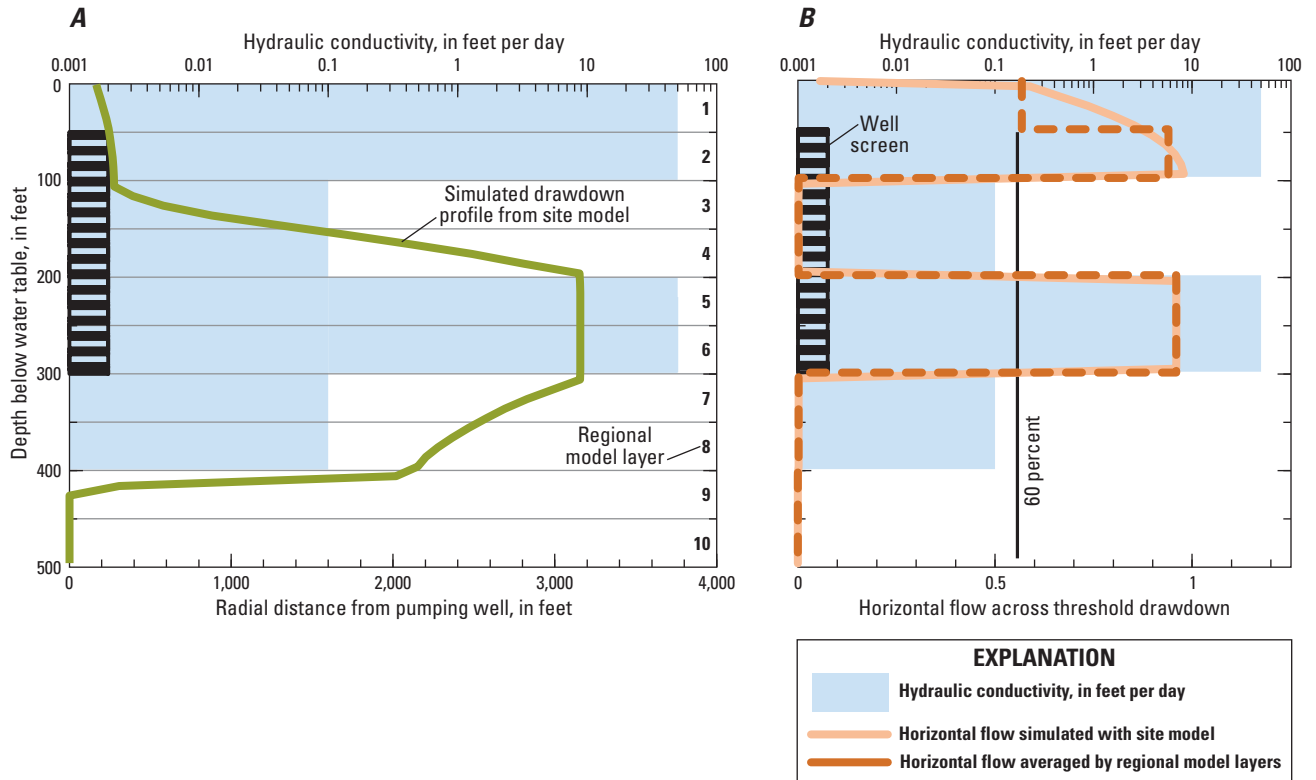 A
Hydraulic conductivity, in feet per day
0.001 0.01 0.1 1 10 100
Depth below water table, in feet
0
100
200
300
400
500
1
2
3
4
5
6
7
8
9
10
Simulated drawdown
profile from site model
Regional
model layer
0 1,000 2,000 3,000 4,000
Radial distance from pumping well, in feet
B
Hydraulic conductivity, in feet per day
0.001 0.01 0.1 1 10 100
Well
screen
60 percent
0 0.5 1
Horizontal flow across threshold drawdown
EXPLANATION
Hydraulic conductivity, in feet per day
Horizontal flow simulated with site model
Horizontal flow averaged by regional model layers